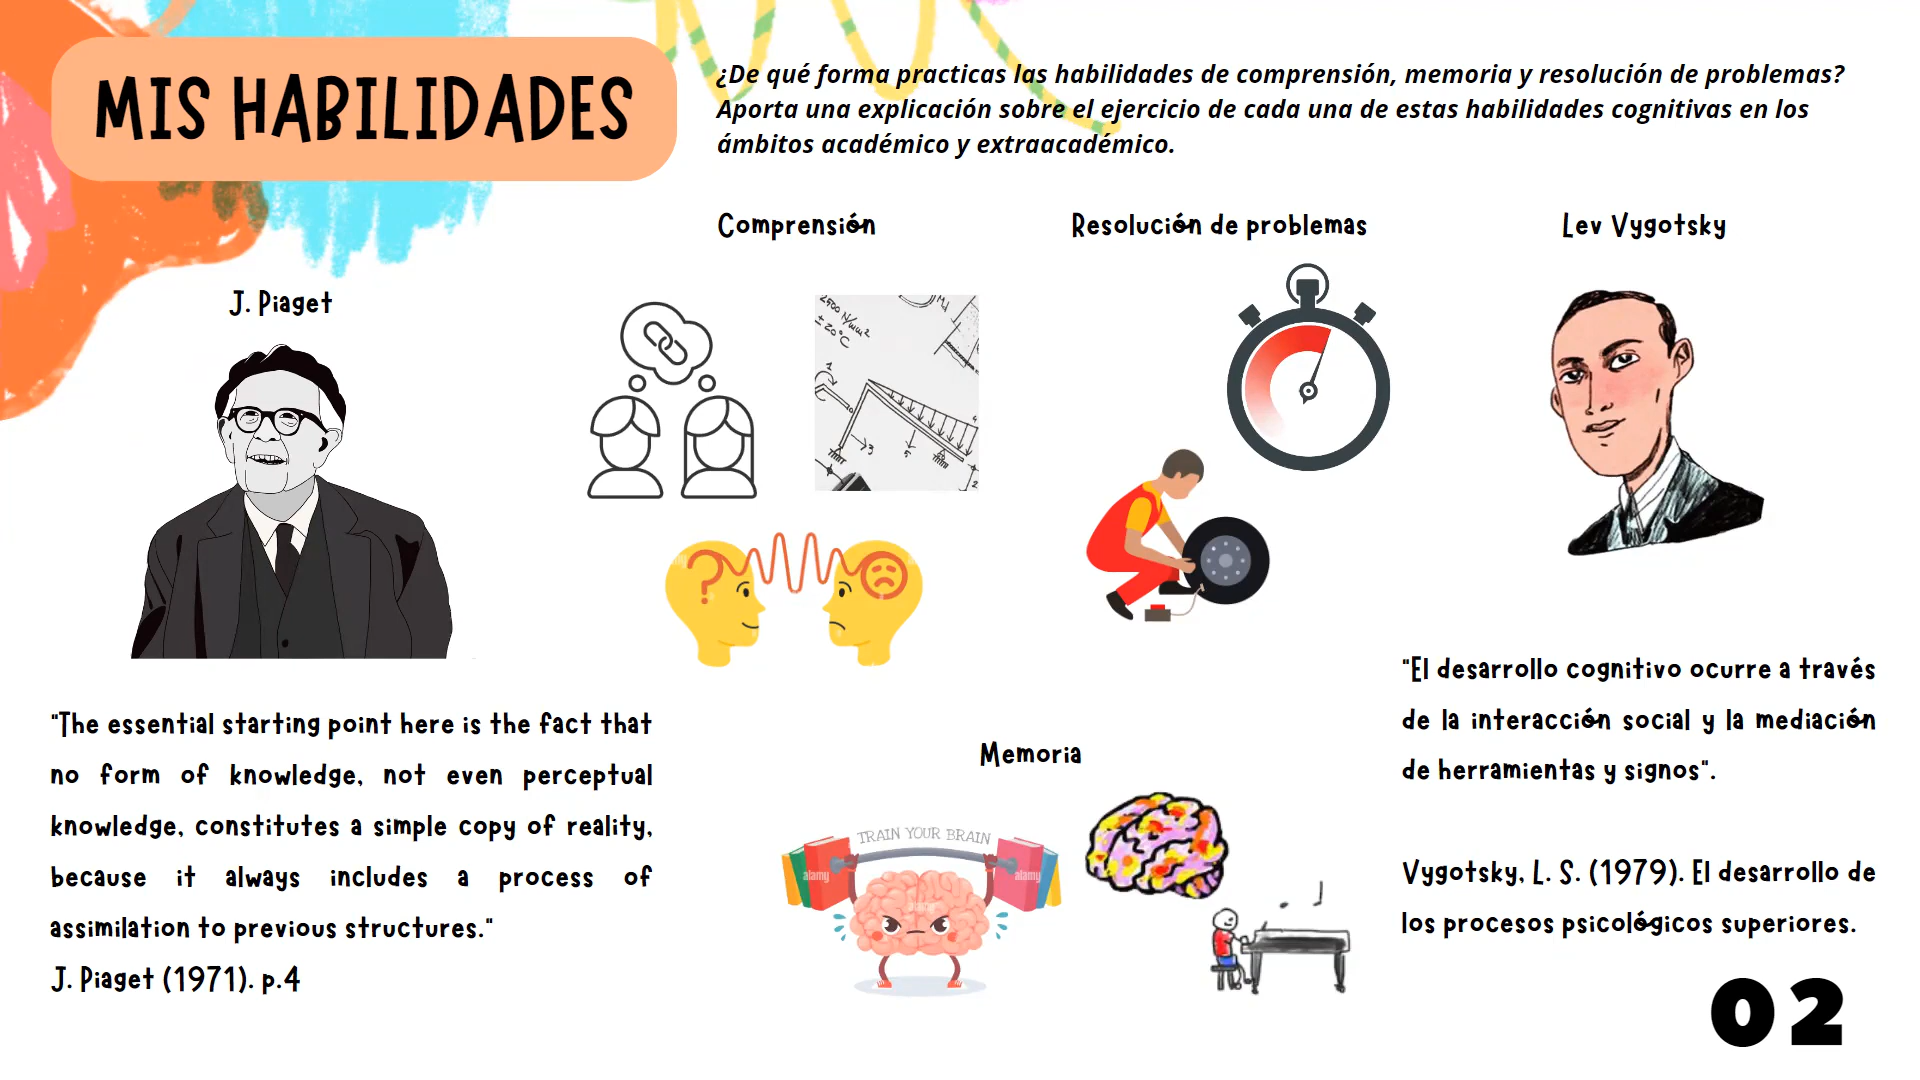 MIS HABILIDADES
¿De qué forma practicas las habilidades de comprensión, memoria y resolución de problemas?
Aporta una explicación sobre el ejercicio de cada una de estas habilidades cognitivas en los
ámbitos académico y extraacadémico.
Comprensión
Resolución de problemas
Lev Vygotsky
J. Piaget
2500 N/mm²
± 20°C
"The essential starting point here is the fact that
no form of knowledge, not even perceptual
knowledge, constitutes a simple copy of reality,
because it always includes a process of
assimilation to previous structures."
J. Piaget (1971). p.4
Memoria
TRAIN YOUR BRAIN
alamy
alamy
"El desarrollo cognitivo ocurre a través
de la interacción social y la mediación
de herramientas y signos".
Vygotsky, L. S. (1979). El desarrollo de
los procesos psicológicos superiores.
02